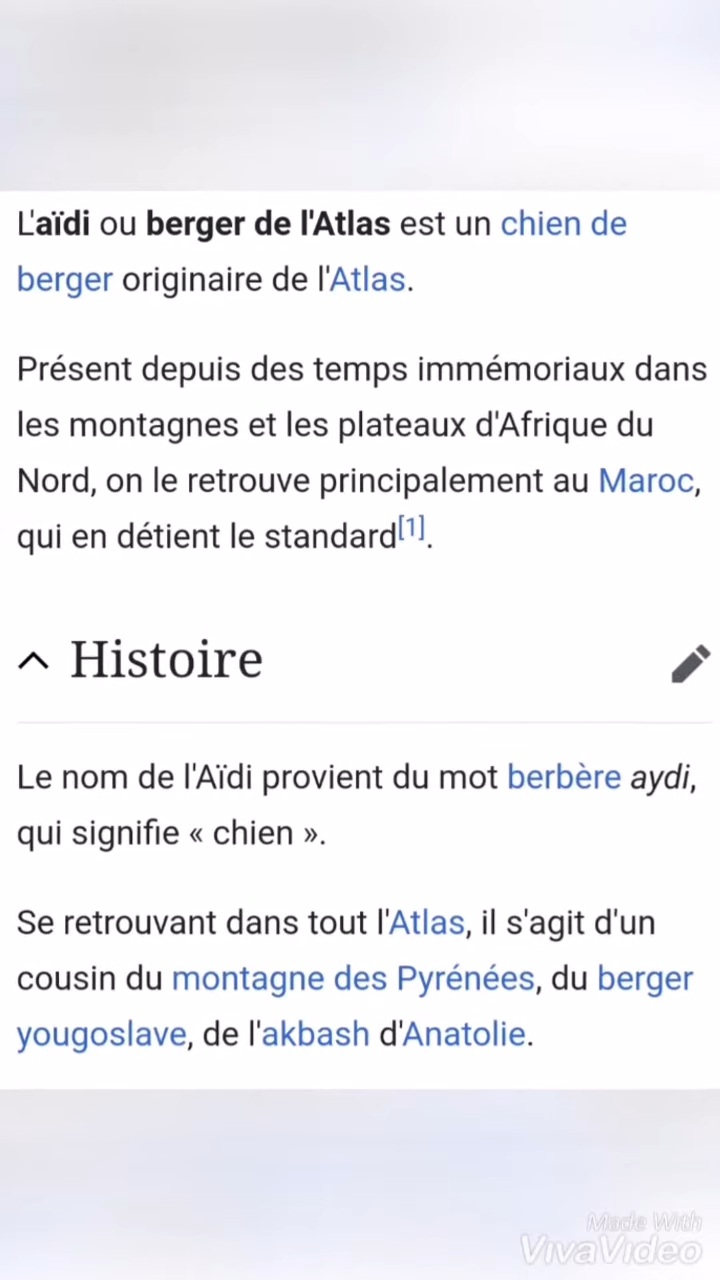 L'aïdi ou berger de l'Atlas est un chien de
berger originaire de l'Atlas.
Présent depuis des temps immémoriaux dans
les montagnes et les plateaux d'Afrique du
Nord, on le retrouve principalement au Maroc,
qui en détient le standard[1].
Histoire
Le nom de l'Aïdi provient du mot berbère aydi,
qui signifie « chien ».
Se retrouvant dans tout l'Atlas, il s'agit d'un
cousin du montagne des Pyrénées, du berger
yougoslave, de l'akbash d'Anatolie.
Made With
VivaVideo